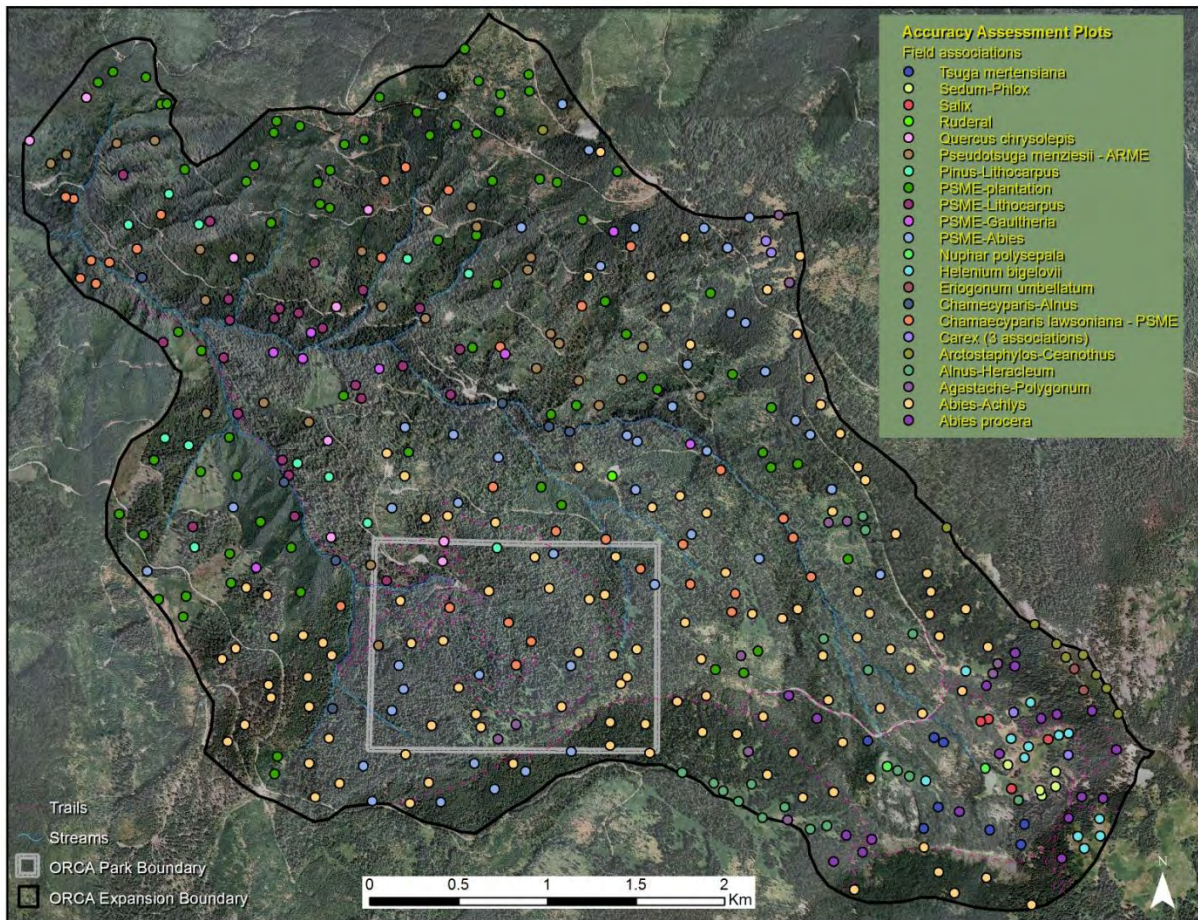 Accuracy Assessment Plots
Field associations
Tsuga mertensiana
Sedum-Phlox
Salix
Ruderal
Quercus chrysolepis
Pseudotsuga menziesii - ARME
Pinus-Lithocarpus
PSME-plantation
PSME-Lithocarpus
PSME-Gaultheria
PSME-Abies
Nuphar polysepala
Helenium bigelovii
Eriogonum umbellatum
Chamecyparis-Alnus
Chamaecyparis lawsoniana - PSME
Carex (3 associations)
Arctostaphylos-Ceanothus
Alnus-Heracleum
Agastache-Polygonum
Abies-Achlys
Abies procera
Trails
Streams
ORCA Park Boundary
ORCA Expansion Boundary
0 0.5 1 1.5 2
Km
N